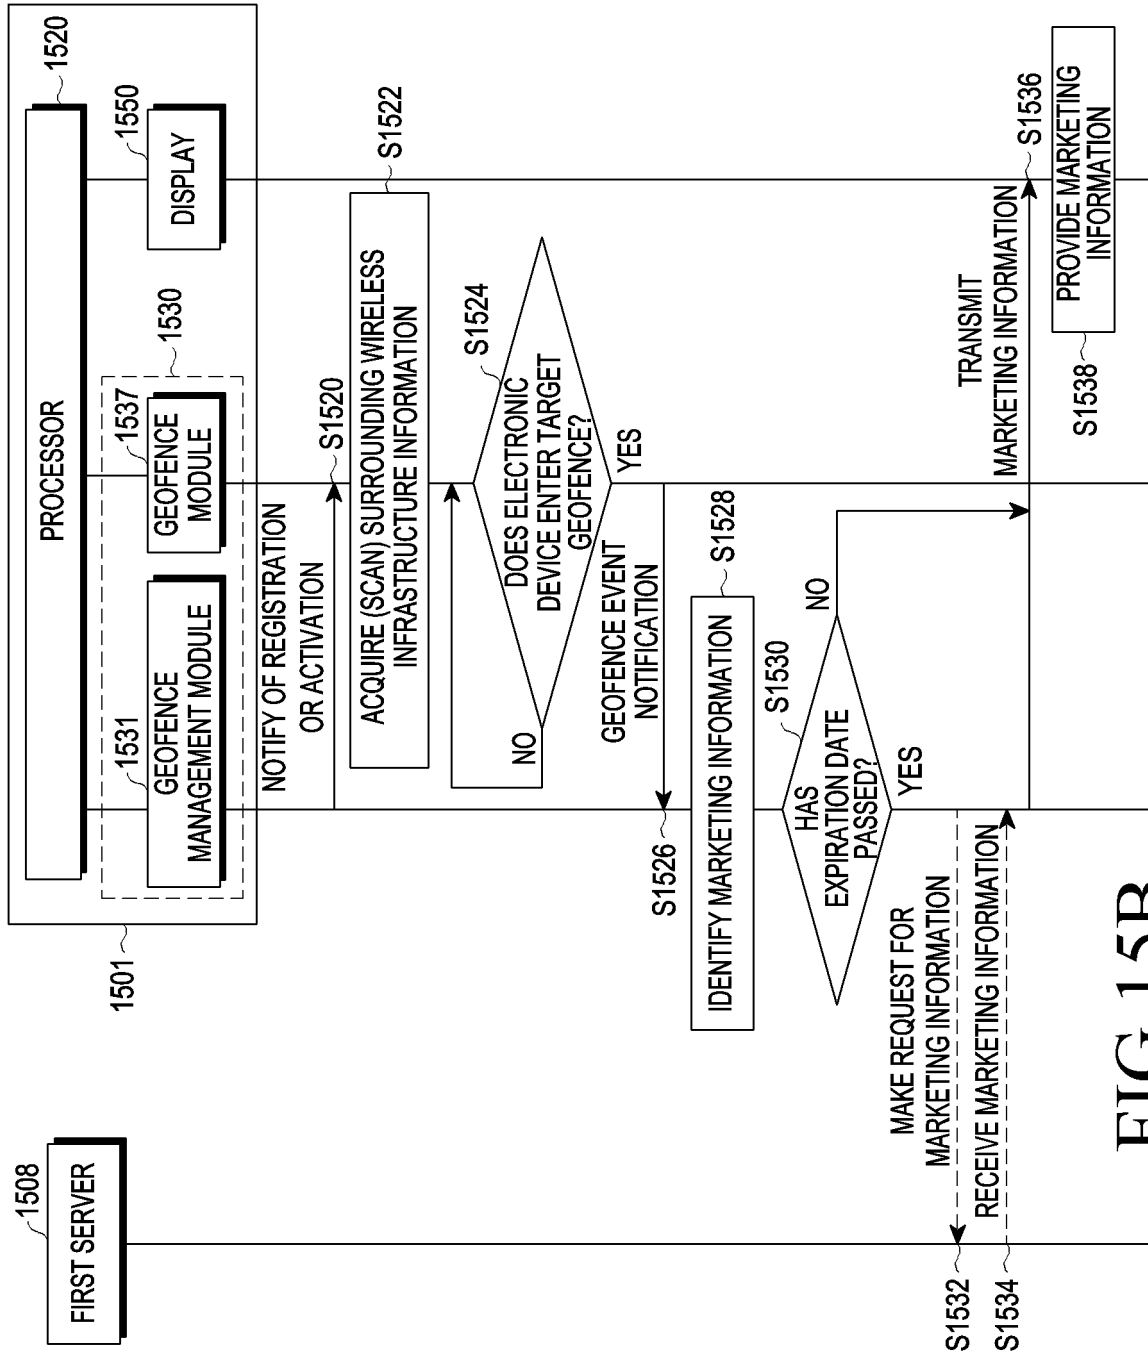 FIRST SERVER
1508
1501
PROCESSOR
1520
1531
GEOFENCE
MANAGEMENT MODULE
1537
GEOFENCE
MODULE
1530
1550
DISPLAY
NOTIFY OF REGISTRATION
OR ACTIVATION
S1520
ACQUIRE (SCAN) SURROUNDING WIRELESS
INFRASTRUCTURE INFORMATION
S1522
DOES ELECTRONIC
DEVICE ENTER TARGET
GEOFENCE?
S1524
NO
YES
GEOFENCE EVENT
NOTIFICATION
S1526
IDENTIFY MARKETING INFORMATION
S1528
HAS
EXPIRATION DATE
PASSED?
S1530
NO
YES
MAKE REQUEST FOR
MARKETING INFORMATION
S1532
RECEIVE MARKETING INFORMATION
S1534
TRANSMIT
MARKETING INFORMATION
S1536
PROVIDE MARKETING
INFORMATION
S1538
FIG.15B